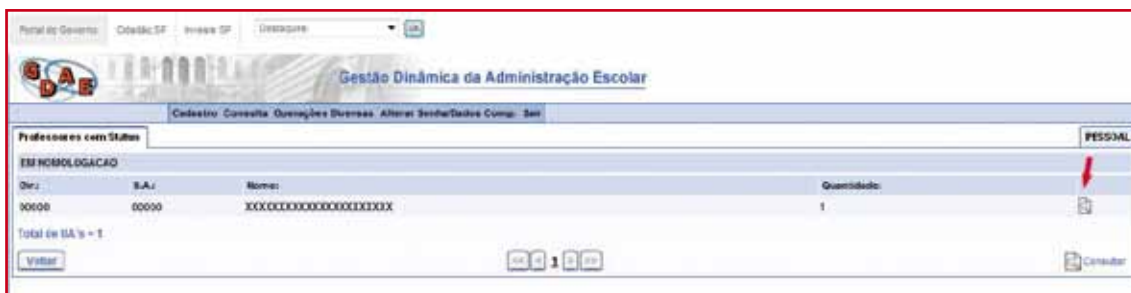 Portal do Governo Cidadão.SP Investe SP Destaques: OK
GDAE
Gestão Dinâmica da Administração Escolar
Cadastro Consulta Operações Diversas Alterar Senha/Dados Comp. Sair
Professores com Status PESSOAL
EM HOMOLOGACAO
Dir.: U.A.: Nome: Quantidade:
00000 00000 1
Total de UA's = 1
Voltar << < 1 > >> Consultar